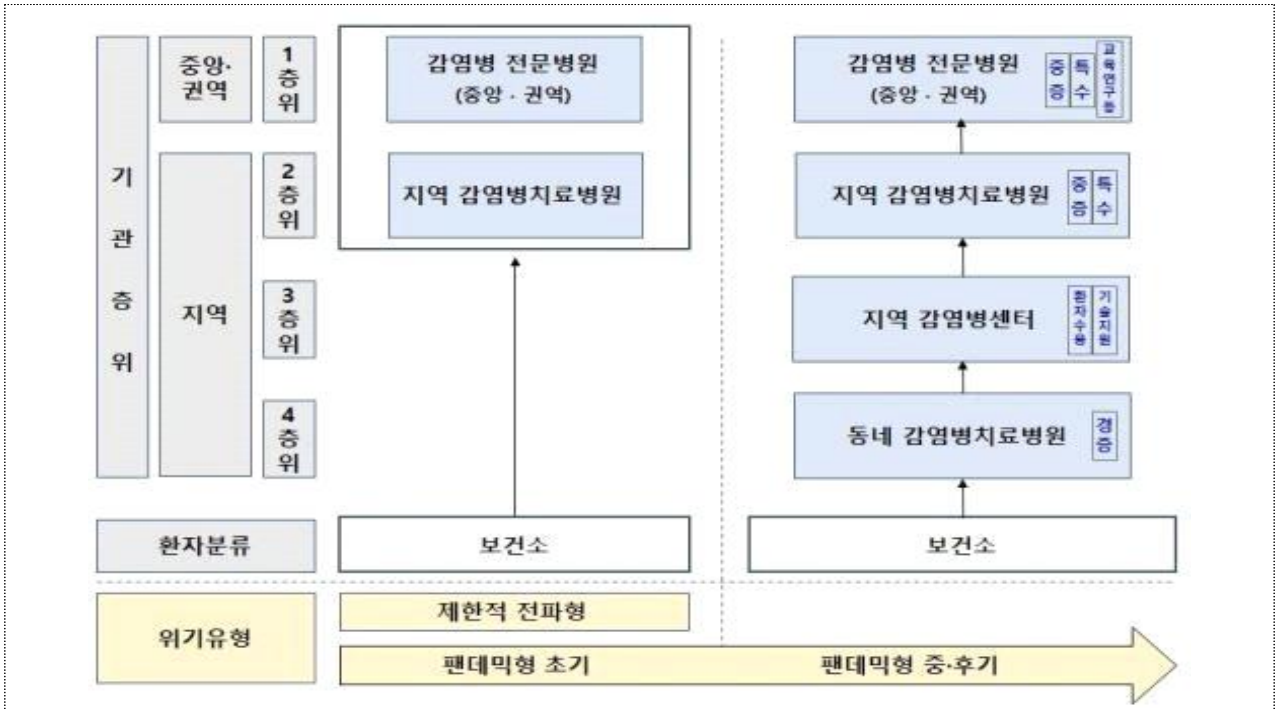 기관층위
중앙·
권역
1층위
감염병 전문병원
(중앙 · 권역)
감염병 전문병원
(중앙 · 권역)
중증
특수
교육연구등
지역
2층위
지역 감염병치료병원
지역 감염병치료병원
중증
특수
3층위
지역 감염병센터
환자수용
기술지원
4층위
동네 감염병치료병원
경증
환자분류
보건소
보건소
위기유형
제한적 전파형
팬데믹형 초기
팬데믹형 중·후기